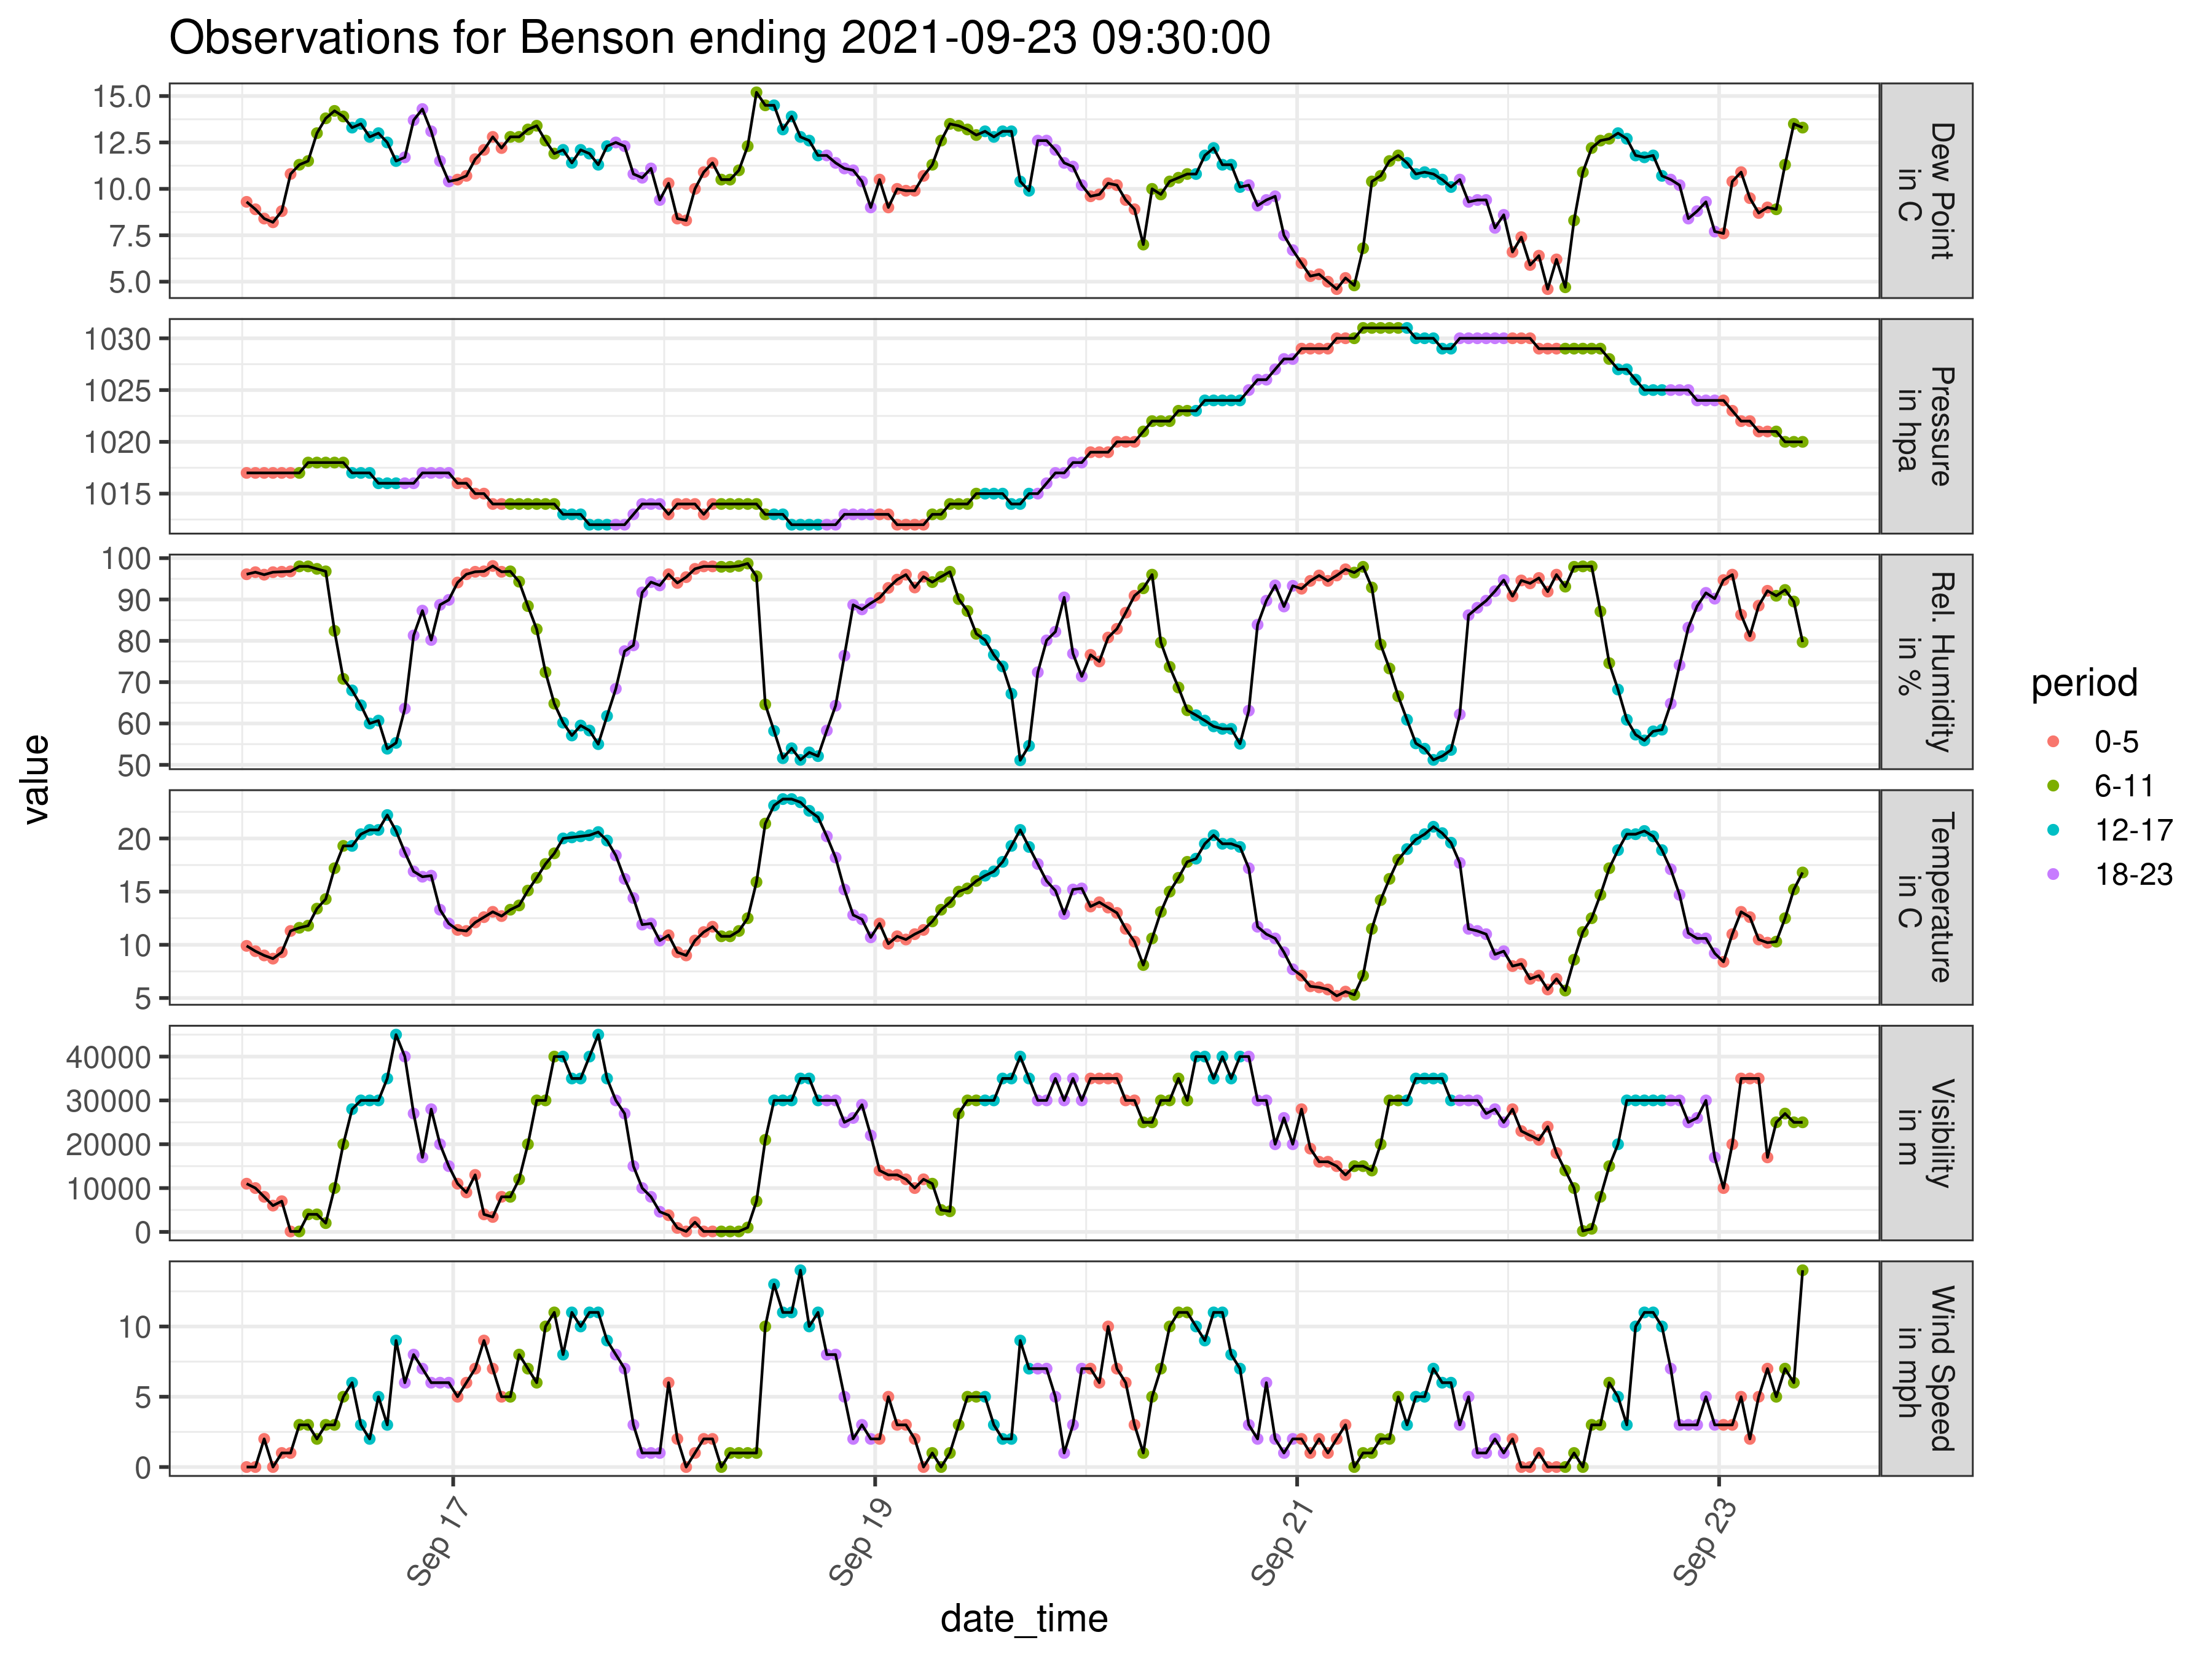 Observations for Benson ending 2021-09-23 09:30:00
value
15.0
12.5
10.0
7.5
5.0
Dew Point
in C
1030
1025
1020
1015
Pressure
in hpa
100
90
80
70
60
50
Rel. Humidity
in %
20
15
10
5
Temperature
in C
40000
30000
20000
10000
0
Visibility
in m
10
5
0
Wind Speed
in mph
Sep 17
Sep 19
Sep 21
Sep 23
date_time
period
0-5
6-11
12-17
18-23